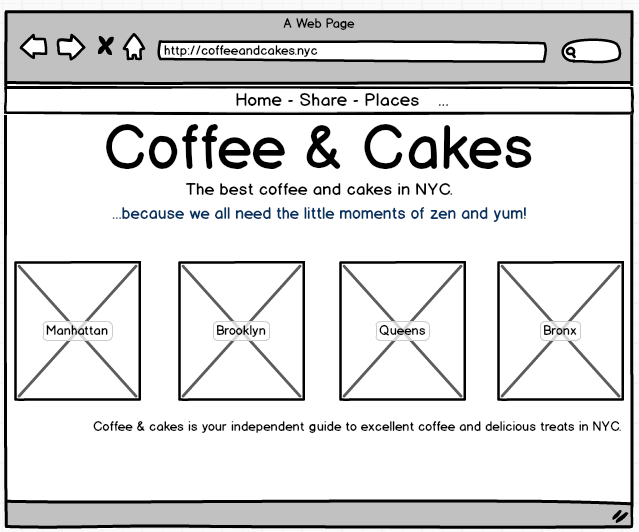 A Web Page
http://coffeeandcakes.nyc
Home - Share - Places ...
Coffee & Cakes
The best coffee and cakes in NYC.
...because we all need the little moments of zen and yum!
Manhattan Brooklyn Queens Bronx
Coffee & cakes is your independent guide to excellent coffee and delicious treats in NYC.